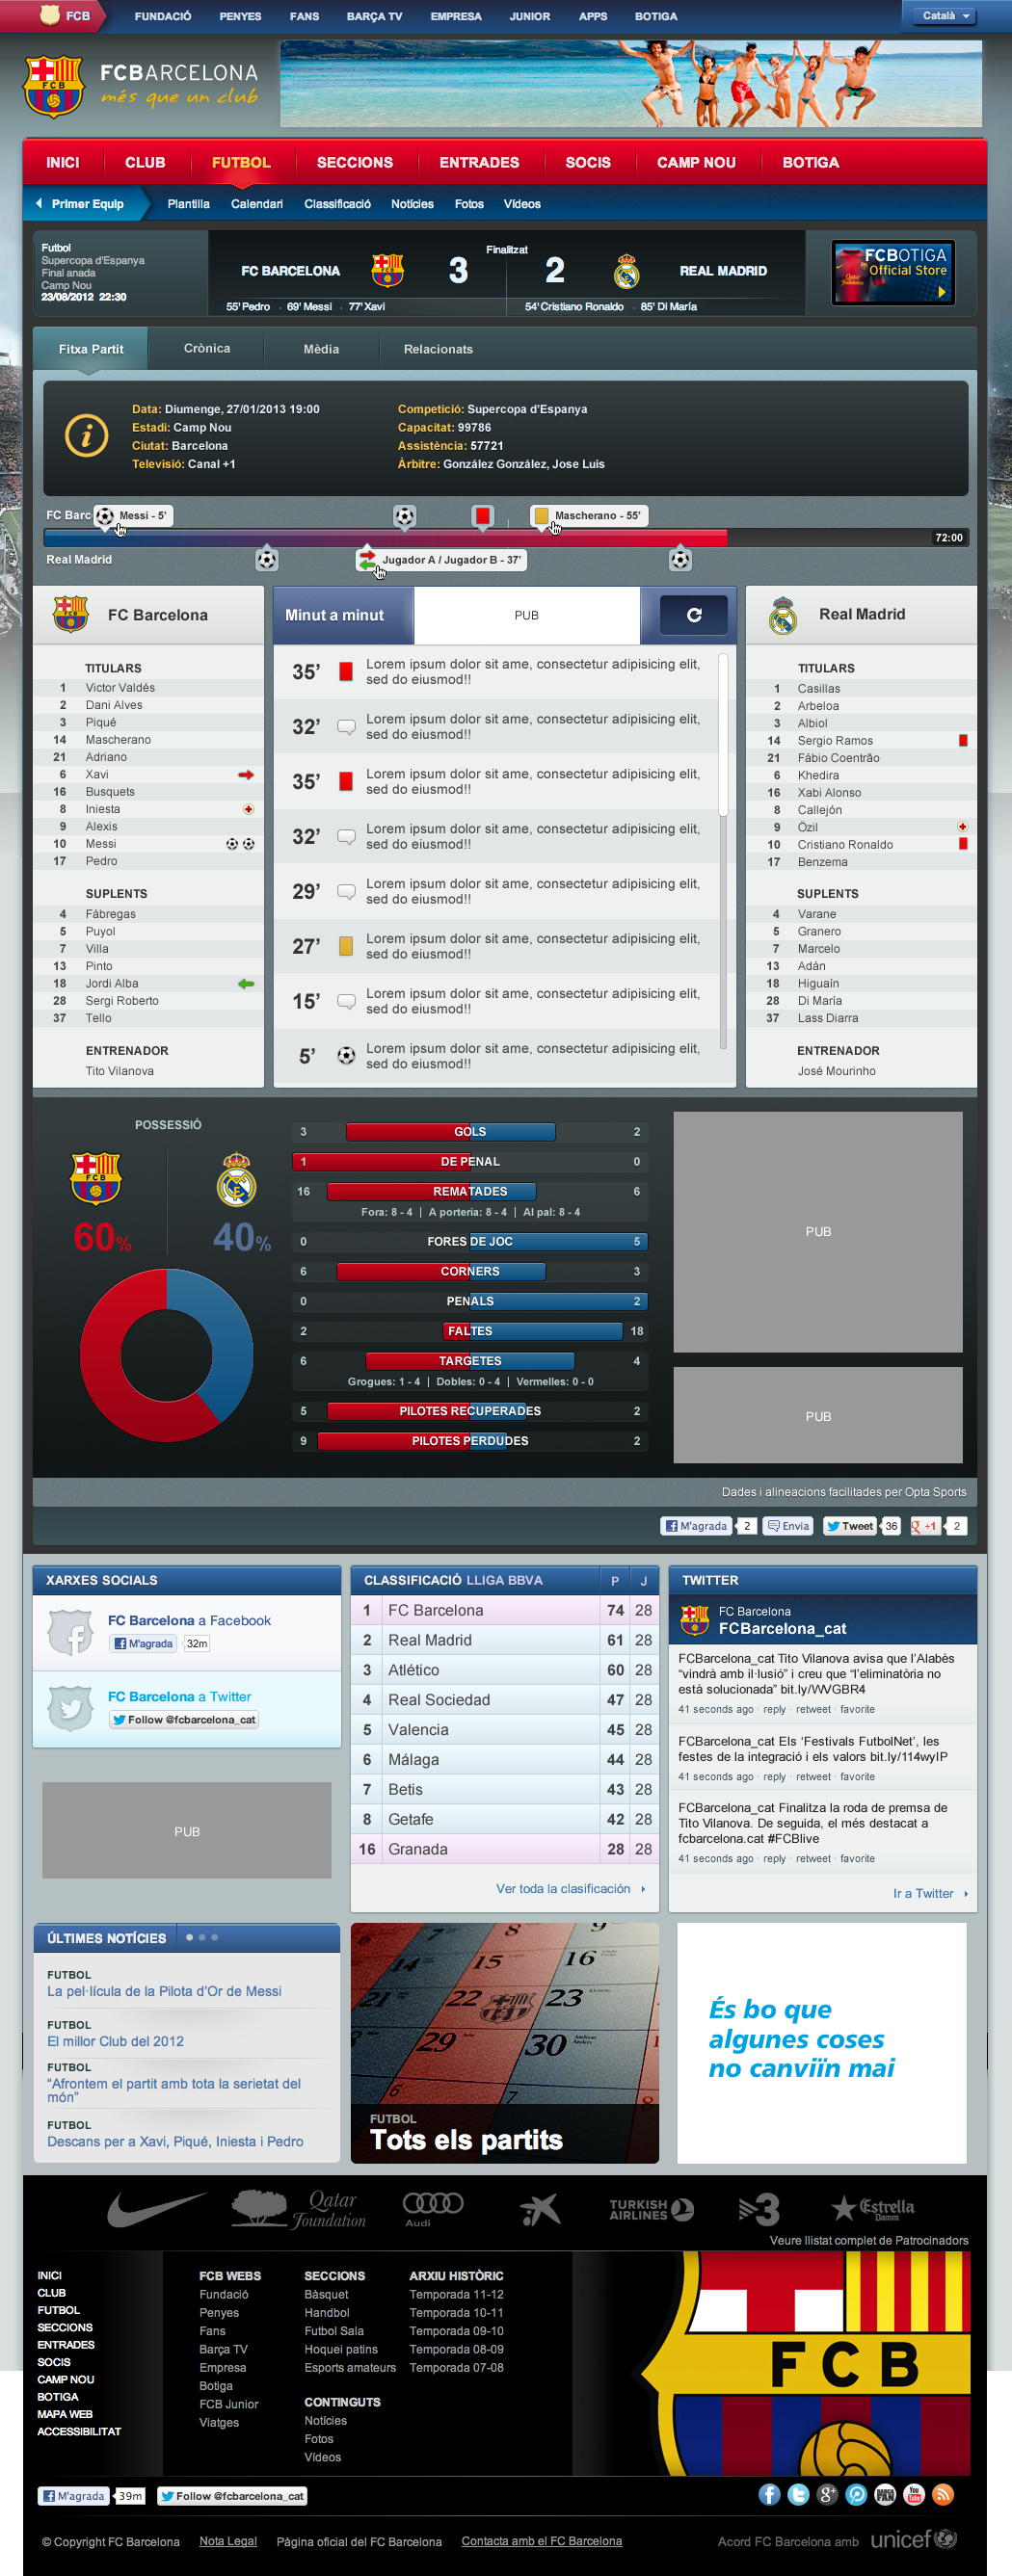 FCB FUNDACIÓ PENYES FANS BARÇA TV EMPRESA JUNIOR APPS BOTIGA Català
FCBARCELONA
més que un club
INICI CLUB FUTBOL SECCIONS ENTRADES SOCIS CAMP NOU BOTIGA
Primer Equip Plantilla Calendari Classificació Notícies Fotos Vídeos
Futbol
Supercopa d'Espanya
Final anada
Camp Nou
23/08/2012 22:30
Finalitzat
FC BARCELONA 3 2 REAL MADRID
55' Pedro · 69' Messi · 77' Xavi
54' Cristiano Ronaldo · 85' Di María
FCBOTIGA
Official Store
Fitxa Partit Crònica Mèdia Relacionats
Data: Diumenge, 27/01/2013 19:00
Estadi: Camp Nou
Ciutat: Barcelona
Televisió: Canal +1
Competició: Supercopa d'Espanya
Capacitat: 99786
Assistència: 57721
Àrbitre: González González, Jose Luis
FC Barc Messi - 5' Mascherano - 55'
72:00
Real Madrid Jugador A / Jugador B - 37'
FC Barcelona
TITULARS
1 Víctor Valdés
2 Dani Alves
3 Piqué
14 Mascherano
21 Adriano
6 Xavi
16 Busquets
8 Iniesta
9 Alexis
10 Messi
17 Pedro
SUPLENTS
4 Fàbregas
5 Puyol
7 Villa
13 Pinto
18 Jordi Alba
28 Sergi Roberto
37 Tello
ENTRENADOR
Tito Vilanova
Minut a minut PUB
35' Lorem ipsum dolor sit ame, consectetur adipisicing elit,
sed do eiusmod!!
32' Lorem ipsum dolor sit ame, consectetur adipisicing elit,
sed do eiusmod!!
35' Lorem ipsum dolor sit ame, consectetur adipisicing elit,
sed do eiusmod!!
32' Lorem ipsum dolor sit ame, consectetur adipisicing elit,
sed do eiusmod!!
29' Lorem ipsum dolor sit ame, consectetur adipisicing elit,
sed do eiusmod!!
27' Lorem ipsum dolor sit ame, consectetur adipisicing elit,
sed do eiusmod!!
15' Lorem ipsum dolor sit ame, consectetur adipisicing elit,
sed do eiusmod!!
5' Lorem ipsum dolor sit ame, consectetur adipisicing elit,
sed do eiusmod!!
Real Madrid
TITULARS
1 Casillas
2 Arbeloa
3 Albiol
14 Sergio Ramos
21 Fábio Coentrão
6 Khedira
16 Xabi Alonso
8 Callejón
9 Özil
10 Cristiano Ronaldo
17 Benzema
SUPLENTS
4 Varane
5 Granero
7 Marcelo
13 Adán
18 Higuaín
28 Di María
37 Lass Diarra
ENTRENADOR
José Mourinho
POSSESSIÓ
60% 40%
3 GOLS 2
1 DE PENAL 0
16 REMATADES 6
Fora: 8 - 4 | A porteria: 8 - 4 | Al pal: 8 - 4
0 FORES DE JOC 5
6 CORNERS 3
0 PENALS 2
2 FALTES 18
6 TARGETES 4
Grogues: 1 - 4 | Dobles: 0 - 4 | Vermelles: 0 - 0
5 PILOTES RECUPERADES 2
9 PILOTES PERDUDES 2
PUB
PUB
Dades i alineacions facilitades per Opta Sports
M'agrada 2 Envia Tweet 36 +1 2
XARXES SOCIALS
FC Barcelona a Facebook
M'agrada 32m
FC Barcelona a Twitter
Follow @fcbarcelona_cat
PUB
CLASSIFICACIÓ LLIGA BBVA P J
1 FC Barcelona 74 28
2 Real Madrid 61 28
3 Atlético 60 28
4 Real Sociedad 47 28
5 Valencia 45 28
6 Málaga 44 28
7 Betis 43 28
8 Getafe 42 28
16 Granada 28 28
Ver toda la clasificación
TWITTER
FC Barcelona
FCBarcelona_cat
FCBarcelona_cat Tito Vilanova avisa que l'Alabès
"vindrà amb il·lusió" i creu que "l'eliminatòria no
està solucionada" bit.ly/WVGBR4
41 seconds ago · reply · retweet · favorite
FCBarcelona_cat Els 'Festivals FutbolNet', les
festes de la integració i els valors bit.ly/114wyIP
41 seconds ago · reply · retweet · favorite
FCBarcelona_cat Finalitza la roda de premsa de
Tito Vilanova. De seguida, el més destacat a
fcbarcelona.cat #FCBlive
41 seconds ago · reply · retweet · favorite
Ir a Twitter
ÚLTIMES NOTÍCIES
FUTBOL
La pel·lícula de la Pilota d'Or de Messi
FUTBOL
El millor Club del 2012
FUTBOL
"Afrontem el partit amb tota la serietat del
món"
FUTBOL
Descans per a Xavi, Piqué, Iniesta i Pedro
14 15 16
21 22 23
29 30
FUTBOL
Tots els partits
És bo que
algunes coses
no canviïn mai
Qatar
Foundation
Audi
TURKISH
AIRLINES
3
Estrella
Damm
Veure llistat complet de Patrocinadors
INICI
CLUB
FUTBOL
SECCIONS
ENTRADES
SOCIS
CAMP NOU
BOTIGA
MAPA WEB
ACCESSIBILITAT
FCB WEBS
Fundació
Penyes
Fans
Barça TV
Empresa
Botiga
FCB Junior
Viatges
SECCIONS
Bàsquet
Handbol
Futbol Sala
Hoquei patins
Esports amateurs
CONTINGUTS
Notícies
Fotos
Vídeos
ARXIU HISTÒRIC
Temporada 11-12
Temporada 10-11
Temporada 09-10
Temporada 08-09
Temporada 07-08
FCB
M'agrada 39m Follow @fcbarcelona_cat
© Copyright FC Barcelona Nota Legal Pàgina oficial del FC Barcelona Contacta amb el FC Barcelona Acord FC Barcelona amb unicef